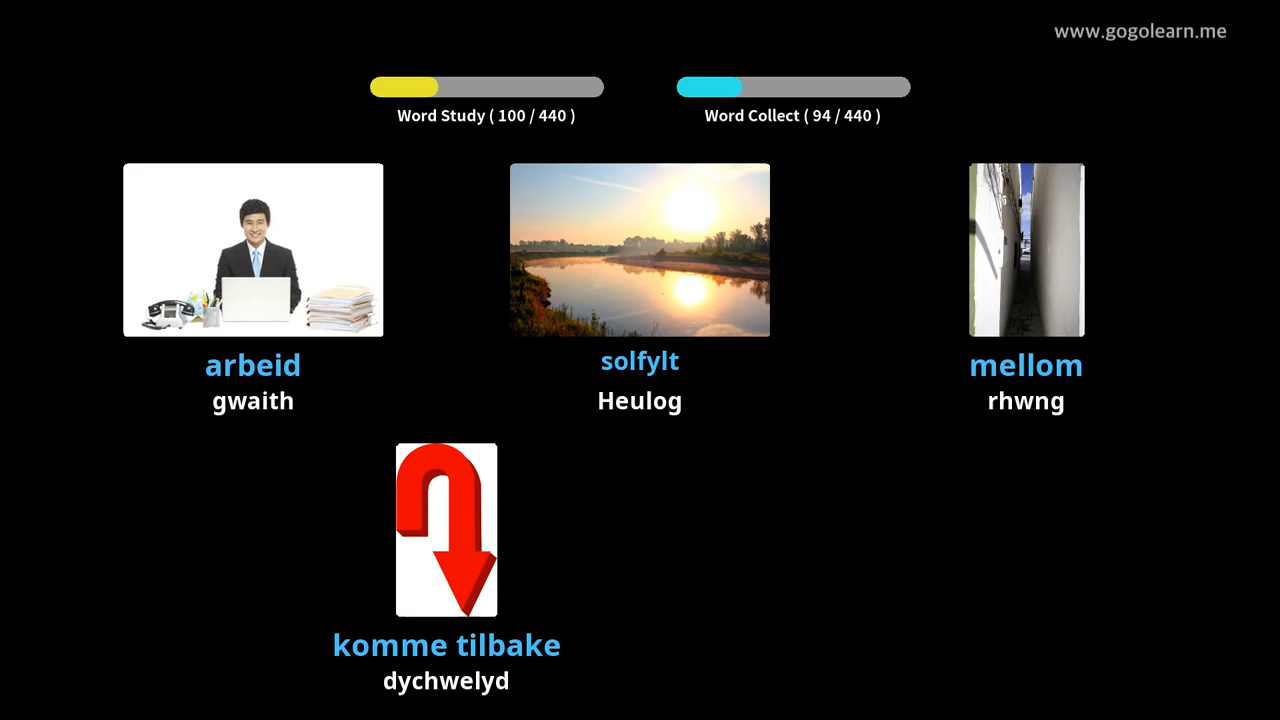 www.gogolearn.me
Word Study ( 100 / 440 )
Word Collect ( 94 / 440 )
arbeid
gwaith
solfylt
Heulog
mellom
rhwng
komme tilbake
dychwelyd